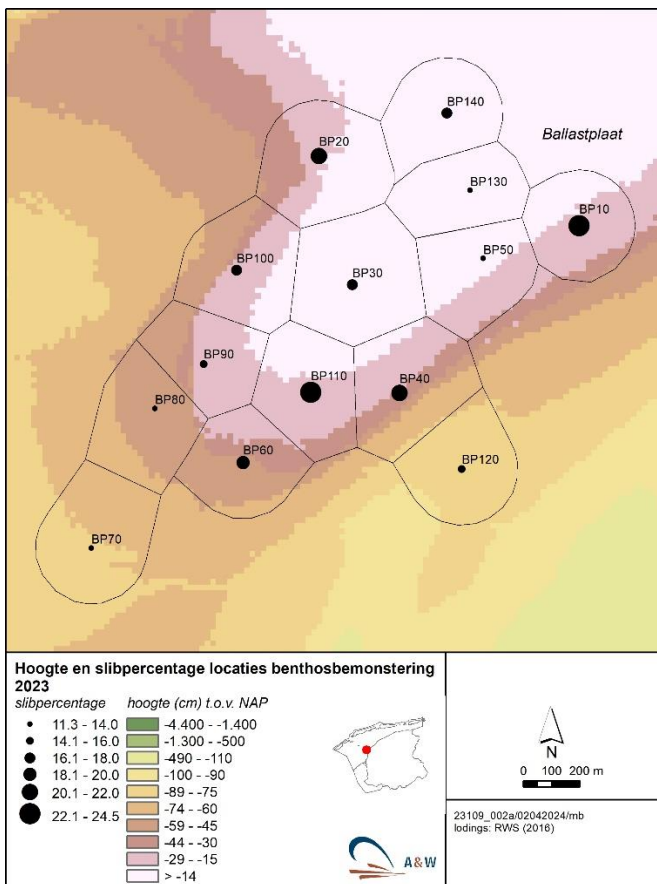 BP140
BP20
Ballastplaat
BP130
BP10
BP50
BP100
BP30
BP90
BP110
BP40
BP80
BP60
BP120
BP70
Hoogte en slibpercentage locaties benthosbemonstering
2023
slibpercentage hoogte (cm) t.o.v. NAP
11.3 - 14.0 -4.400 - -1.400
14.1 - 16.0 -1.300 - -500
16.1 - 18.0 -490 - -110
18.1 - 20.0 -100 - -90
20.1 - 22.0 -89 - -75
22.1 - 24.5 -74 - -60
-59 - -45
-44 - -30
-29 - -15
> -14
A&W
N
0 100 200 m
23109_002a/02042024/mb
lodings: RWS (2016)